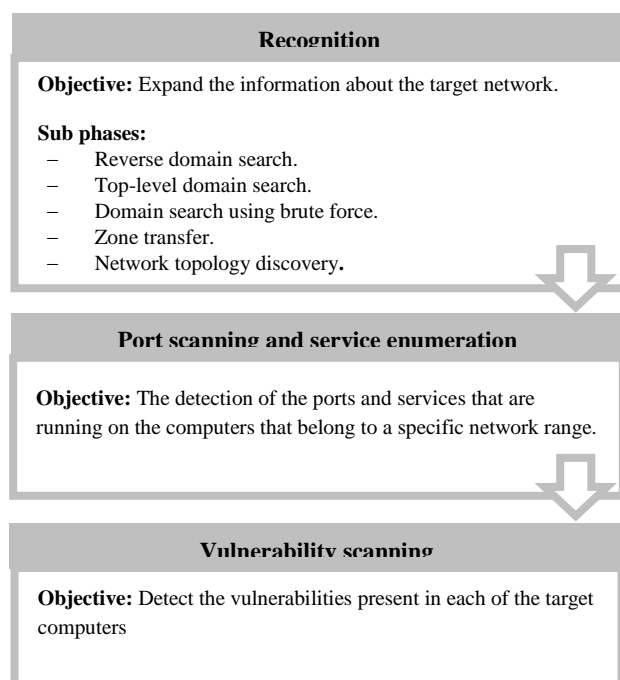 Recognition
Objective: Expand the information about the target network.
Sub phases:
– Reverse domain search.
– Top-level domain search.
– Domain search using brute force.
– Zone transfer.
– Network topology discovery.
Port scanning and service enumeration
Objective: The detection of the ports and services that are
running on the computers that belong to a specific network range.
Vulnerability scanning
Objective: Detect the vulnerabilities present in each of the target
computers